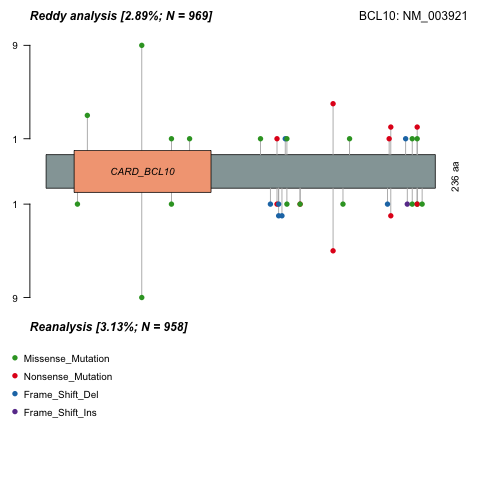 Reddy analysis [2.89%; N = 969]
BCL10: NM_003921
9
1
CARD_BCL10
236 aa
1
9
Reanalysis [3.13%; N = 958]
Missense_Mutation
Nonsense_Mutation
Frame_Shift_Del
Frame_Shift_Ins